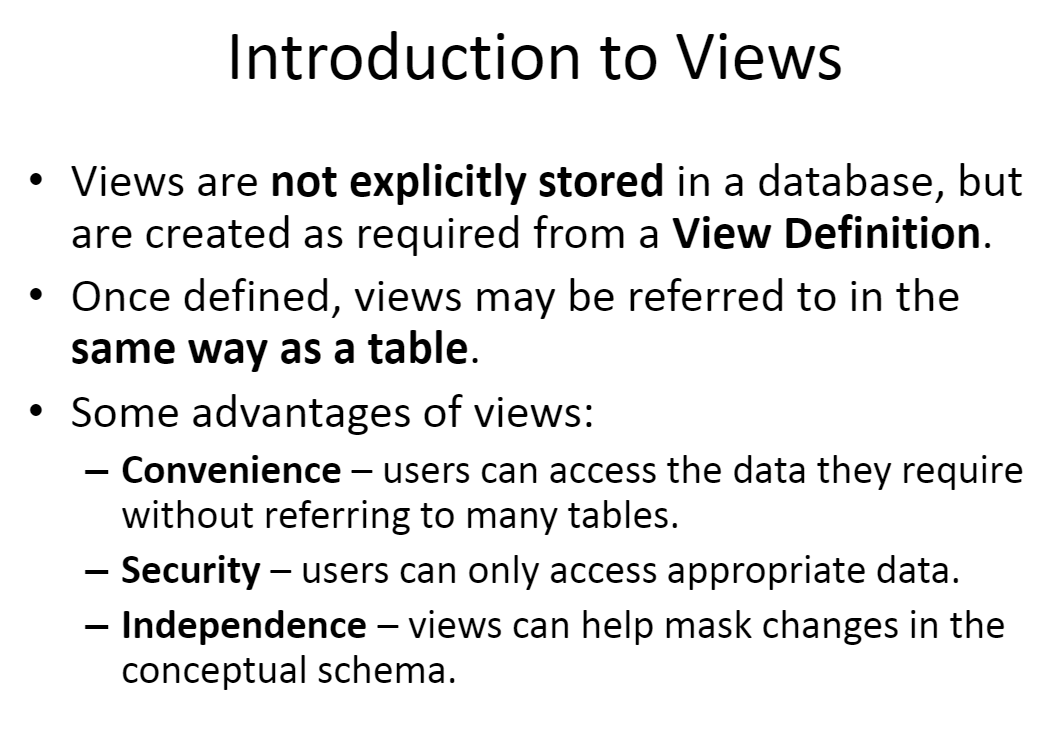 Introduction to Views
• Views are not explicitly stored in a database, but
are created as required from a View Definition.
• Once defined, views may be referred to in the
same way as a table.
• Some advantages of views:
– Convenience – users can access the data they require
without referring to many tables.
– Security – users can only access appropriate data.
– Independence – views can help mask changes in the
conceptual schema.